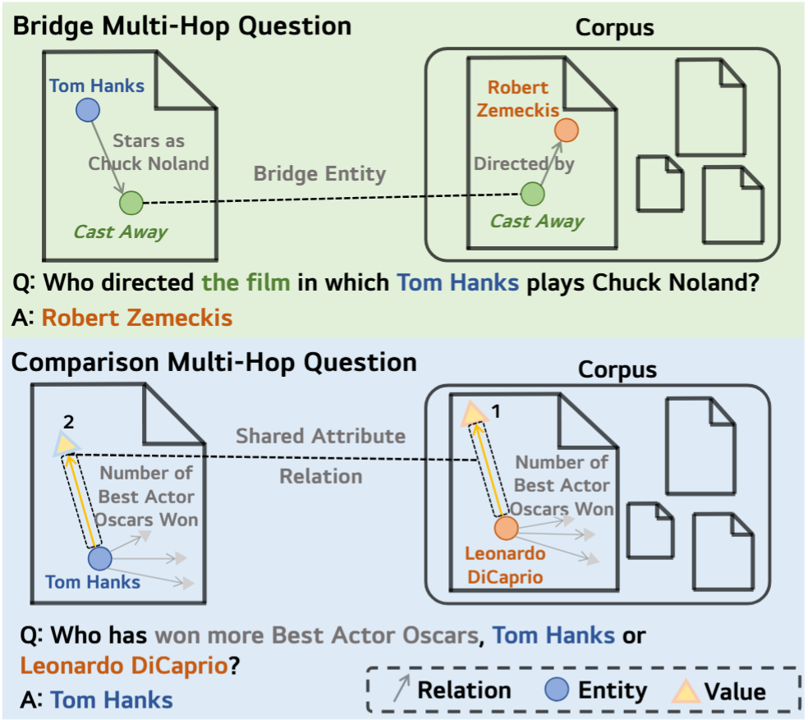 Bridge Multi-Hop Question
Corpus
Tom Hanks
Stars as
Chuck Noland
Cast Away
Bridge Entity
Robert
Zemeckis
Directed by
Cast Away
Q: Who directed the film in which Tom Hanks plays Chuck Noland?
A: Robert Zemeckis
Comparison Multi-Hop Question
Corpus
2
Number of
Best Actor
Oscars Won
Tom Hanks
Shared Attribute
Relation
1
Number of
Best Actor
Oscars Won
Leonardo
DiCaprio
Q: Who has won more Best Actor Oscars, Tom Hanks or
Leonardo DiCaprio?
A: Tom Hanks
Relation
Entity
Value